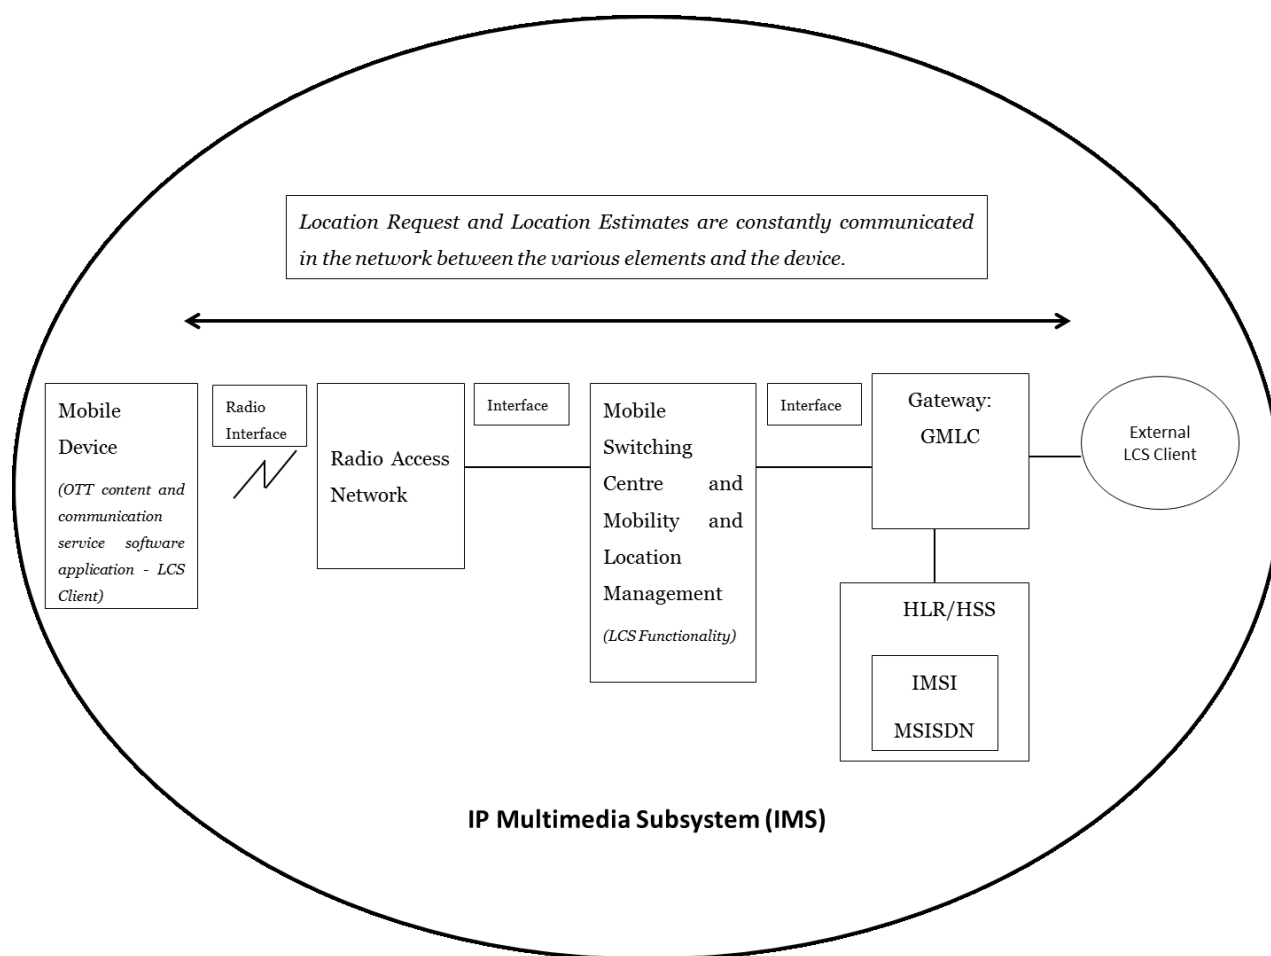 Location Request and Location Estimates are constantly communicated
in the network between the various elements and the device.
Mobile
Device
(OTT content and
communication
service software
application - LCS
Client)
Radio
Interface
Radio Access
Network
Interface
Mobile
Switching
Centre and
Mobility and
Location
Management
(LCS Functionality)
Interface
Gateway:
GMLC
External
LCS Client
HLR/HSS
IMSI
MSISDN
IP Multimedia Subsystem (IMS)